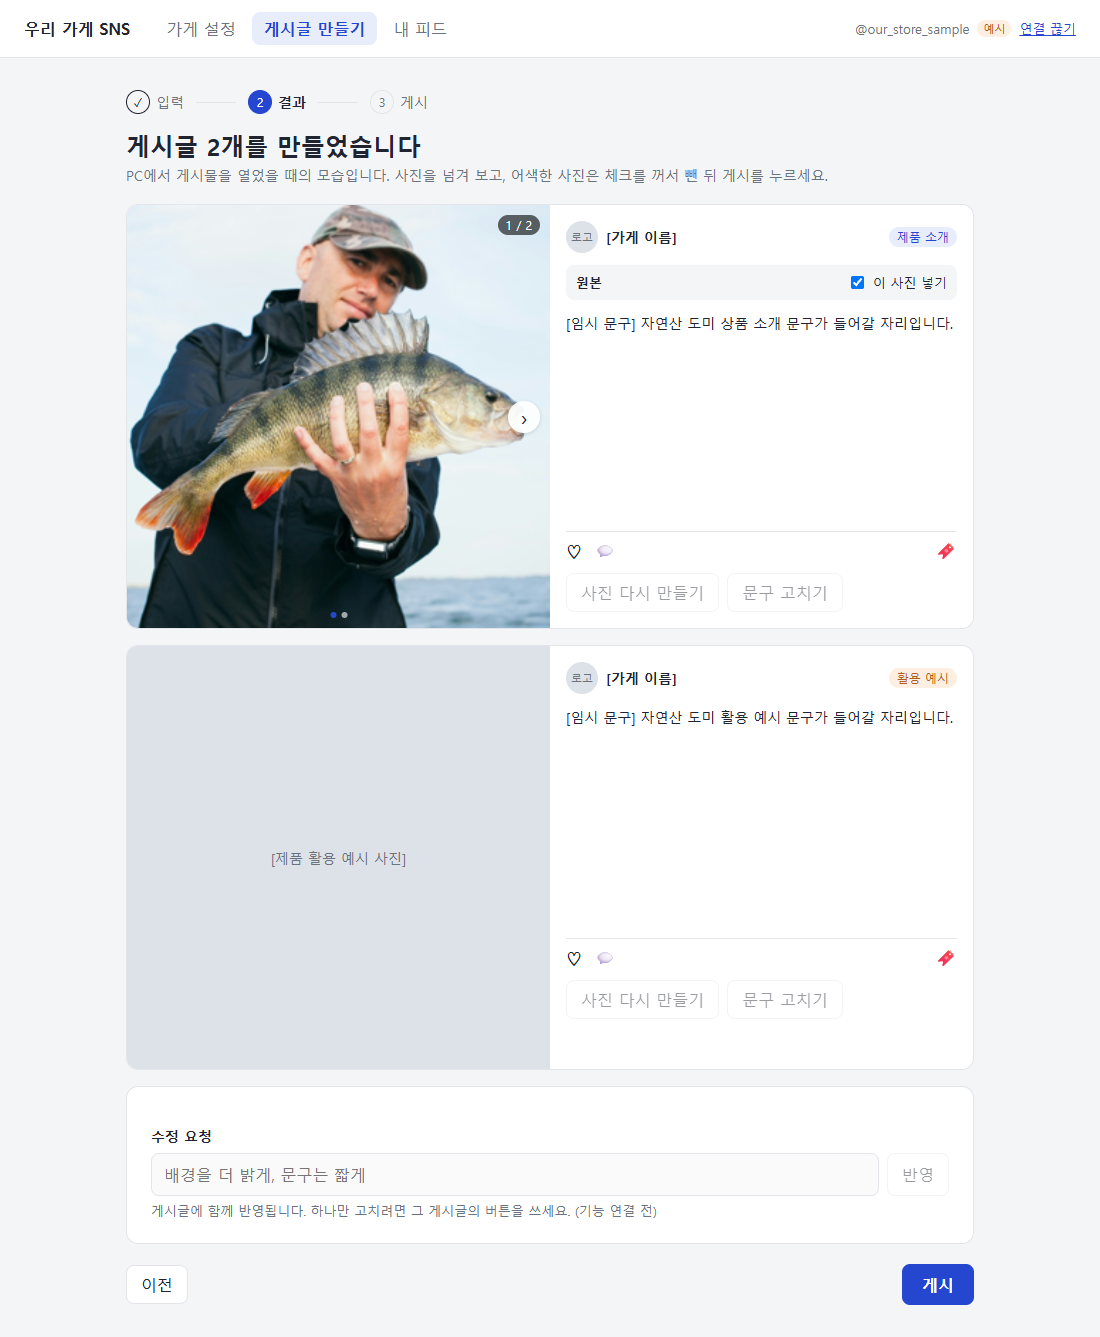 우리 가게 SNS
가게 설정
게시글 만들기
내 피드
@our_store_sample
예시
연결 끊기
✓ 입력
2 결과
3 게시
게시글 2개를 만들었습니다
PC에서 게시물을 열었을 때의 모습입니다. 사진을 넘겨 보고, 어색한 사진은 체크를 꺼서 뺀 뒤 게시를 누르세요.
1 / 2
›
로고
[가게 이름]
제품 소개
원본
이 사진 넣기
[임시 문구] 자연산 도미 상품 소개 문구가 들어갈 자리입니다.
사진 다시 만들기
문구 고치기
[제품 활용 예시 사진]
로고
[가게 이름]
활용 예시
[임시 문구] 자연산 도미 활용 예시 문구가 들어갈 자리입니다.
사진 다시 만들기
문구 고치기
수정 요청
배경을 더 밝게, 문구는 짧게
반영
게시글에 함께 반영됩니다. 하나만 고치려면 그 게시글의 버튼을 쓰세요. (기능 연결 전)
이전
게시